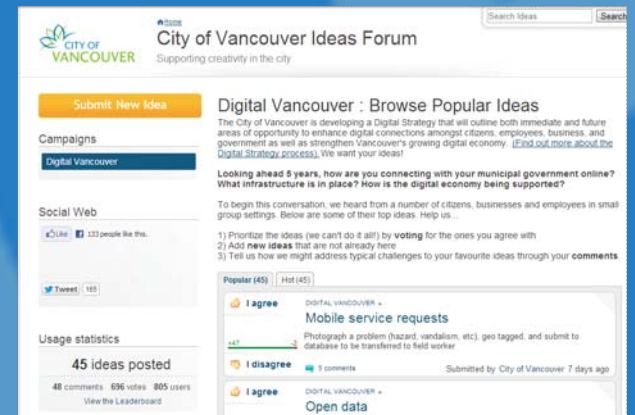 Home
Search Ideas
Search
CITY OF
VANCOUVER
City of Vancouver Ideas Forum
Supporting creativity in the city
Submit New Idea
Campaigns
Digital Vancouver
Social Web
Like
133 people like this.
Tweet
165
Usage statistics
45 ideas posted
48 comments 696 votes 805 users
View the Leaderboard
Digital Vancouver : Browse Popular Ideas
The City of Vancouver is developing a Digital Strategy that will outline both immediate and future
areas of opportunity to enhance digital connections amongst citizens, employees, business, and
government as well as strengthen Vancouver's growing digital economy. (Find out more about the
Digital Strategy process). We want your ideas!
Looking ahead 5 years, how are you connecting with your municipal government online?
What infrastructure is in place? How is the digital economy being supported?
To begin this conversation, we heard from a number of citizens, businesses and employees in small
group settings. Below are some of their top ideas. Help us...
1) Prioritize the ideas (we can't do it all!) by voting for the ones you agree with
2) Add new ideas that are not already here
3) Tell us how we might address typical challenges to your favourite ideas through your comments
Popular (45)
Hot (45)
I agree
+47
I disagree
DIGITAL VANCOUVER »
Mobile service requests
Photograph a problem (hazard, vandalism, etc), geo tagged, and submit to
database to be transferred to field worker
5 comments
Submitted by City of Vancouver 7 days ago
I agree
DIGITAL VANCOUVER »
Open data